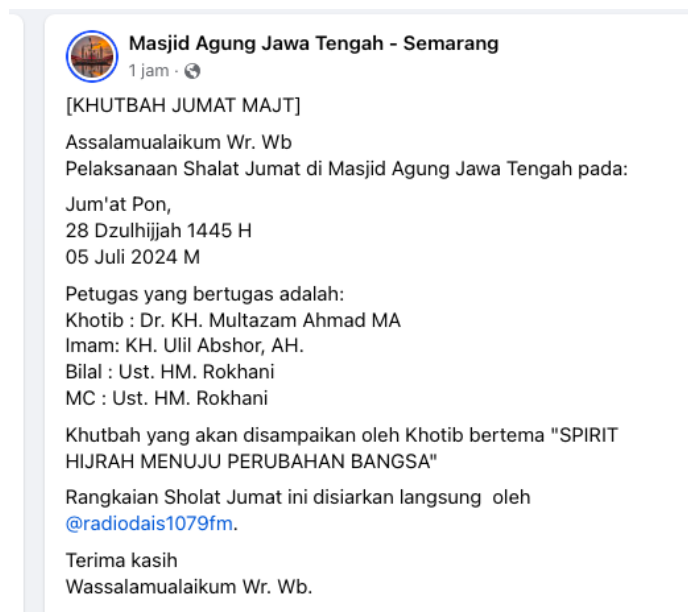 Masjid Agung Jawa Tengah - Semarang
1 jam ·
[KHUTBAH JUMAT MAJT]
Assalamualaikum Wr. Wb
Pelaksanaan Shalat Jumat di Masjid Agung Jawa Tengah pada:
Jum'at Pon,
28 Dzulhijjah 1445 H
05 Juli 2024 M
Petugas yang bertugas adalah:
Khotib : Dr. KH. Multazam Ahmad MA
Imam: KH. Ulil Abshor, AH.
Bilal : Ust. HM. Rokhani
MC : Ust. HM. Rokhani
Khutbah yang akan disampaikan oleh Khotib bertema "SPIRIT
HIJRAH MENUJU PERUBAHAN BANGSA"
Rangkaian Sholat Jumat ini disiarkan langsung  oleh
@radiodais1079fm.
Terima kasih
Wassalamualaikum Wr. Wb.